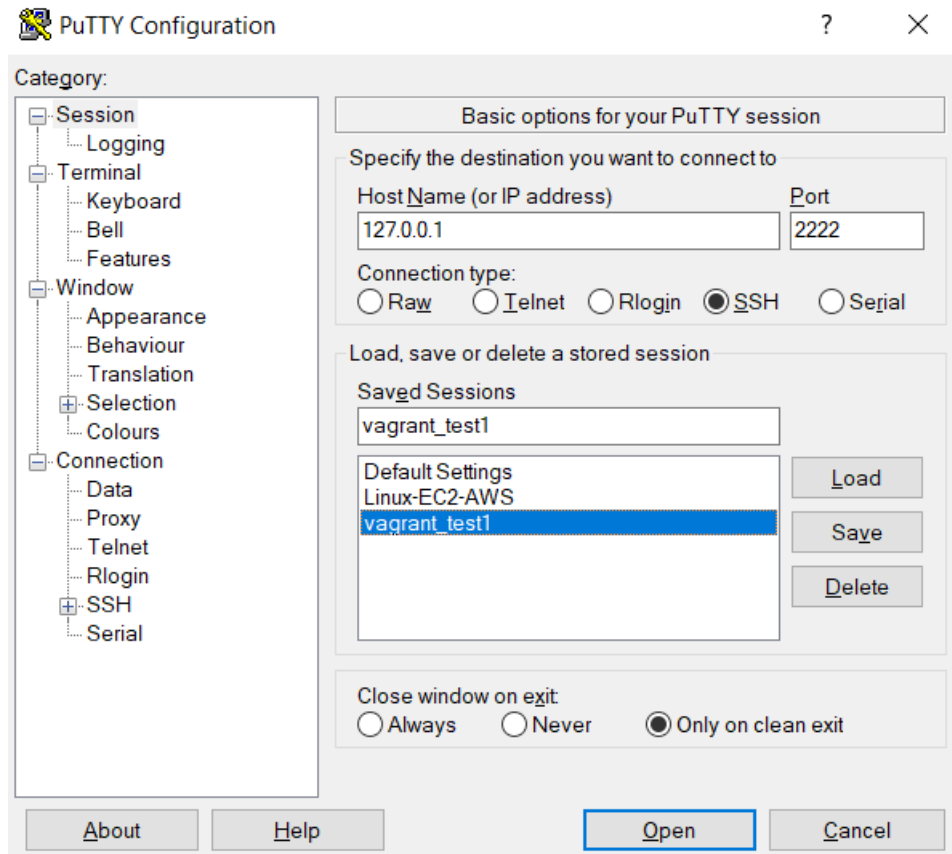 PuTTY Configuration
?
Category:
Session
Logging
Terminal
Keyboard
Bell
Features
Window
Appearance
Behaviour
Translation
Selection
Colours
Connection
Data
Proxy
Telnet
Rlogin
SSH
Serial
Basic options for your PuTTY session
Specify the destination you want to connect to
Host Name (or IP address) Port
127.0.0.1 2222
Connection type:
Raw Telnet Rlogin SSH Serial
Load, save or delete a stored session
Saved Sessions
vagrant_test1
Default Settings
Linux-EC2-AWS
vagrant_test1
Load
Save
Delete
Close window on exit:
Always Never Only on clean exit
About Help Open Cancel